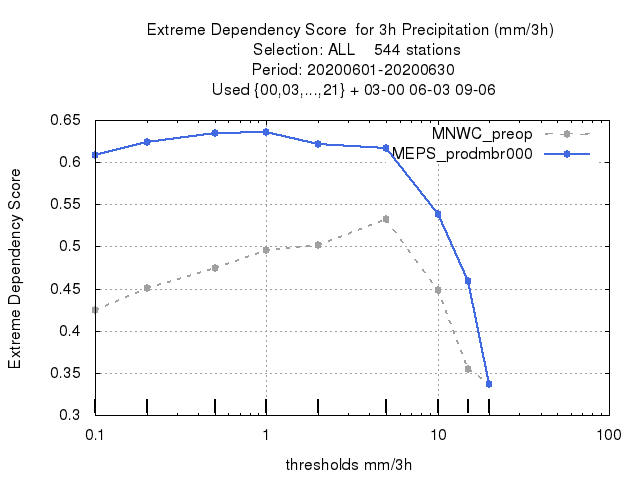 Extreme Dependency Score for 3h Precipitation (mm/3h)
Selection: ALL 544 stations
Period: 20200601-20200630
Used {00,03,...,21} + 03-00 06-03 09-06
MNWC_preop
MEPS_prodmbr000
Extreme Dependency Score
0.65
0.6
0.55
0.5
0.45
0.4
0.35
0.3
0.1
1
10
100
thresholds mm/3h